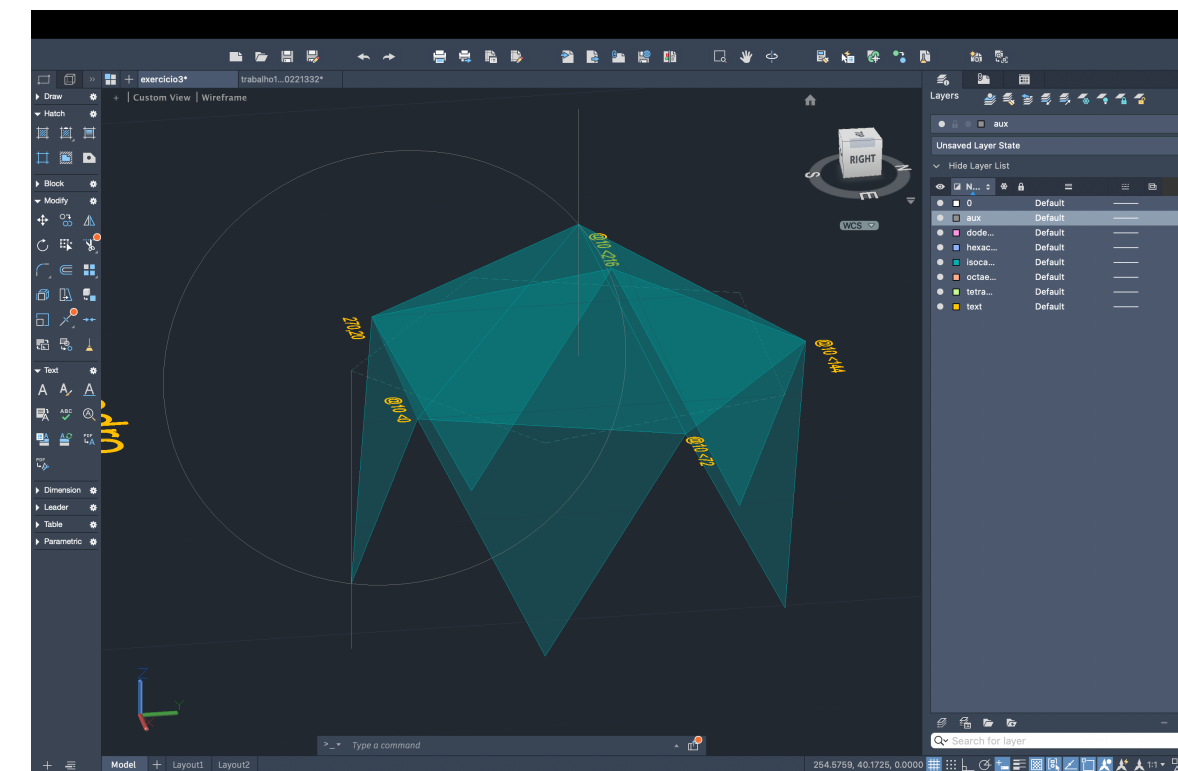 exercicio3*
trabalho1...0221332*
Draw
Hatch
Block
Modify
Text
ABC
PDF
PDF
Dimension
Leader
Table
Parametric
+ | Custom View | Wireframe
RIGHT
S
N
E
WCS
@10<216
270,20
@10<144
@10<0
@10<72
Z
Y
Type a command
Model
Layout1
Layout2
254.5759, 40.1725, 0.0000
1:1
Layers
aux
Unsaved Layer State
Hide Layer List
N...
0 Default
aux Default
dode... Default
hexac... Default
isoca... Default
octae... Default
tetra... Default
text Default
Search for layer